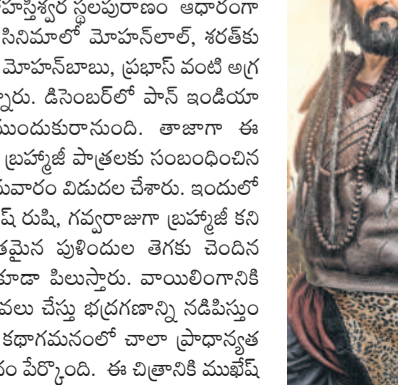 హస్తీశ్వర స్థలపురాణం ఆధారంగా
సినిమాలో మోహన్‌లాల్, శరత్‌కు
మోహన్‌బాబు, ప్రభాస్ వంటి అగ్ర
న్నారు. డిసెంబర్‌లో పాన్ ఇండియా
ముందుకురానుంది. తాజాగా ఈ
బ్రహ్మాజీ పాత్రలకు సంబంధించిన
రువారం విడుదల చేశారు. ఇందులో
ష్ రుషి, గవ్వరాజుగా బ్రహ్మాజీ కని
తమైన పుళిందుల తెగకు చెందిన
కూడా పిలుస్తారు. వాయిలింగానికి
వలు చేస్తు భద్రగణాన్ని నడిపిస్తుం
కథాగమనంలో చాలా ప్రాధాన్యత
నం పేర్కొంది. ఈ చిత్రానికి ముఖేష్